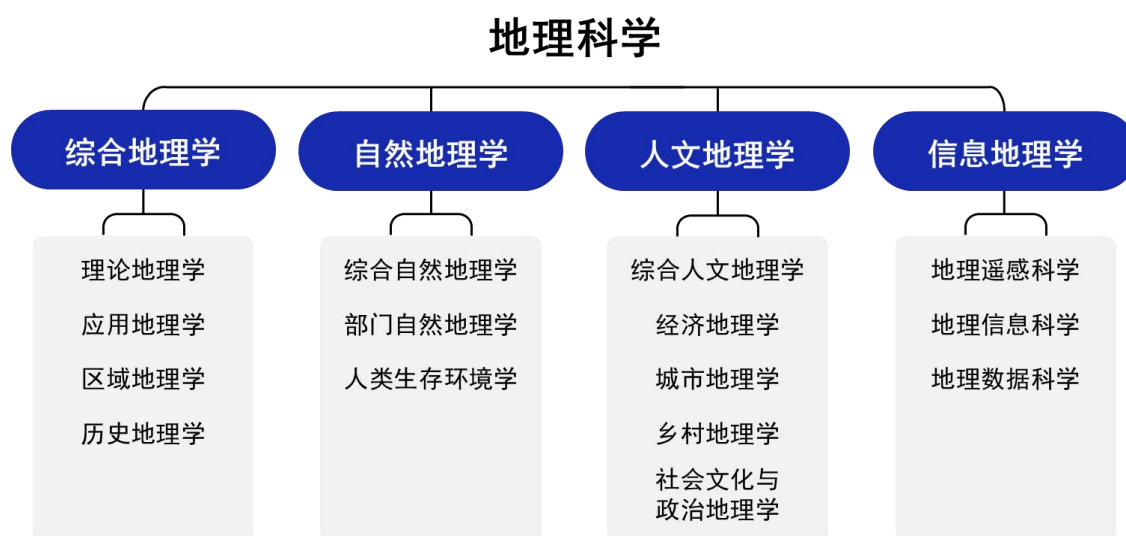 地理科学
综合地理学
自然地理学
人文地理学
信息地理学
理论地理学
应用地理学
区域地理学
历史地理学
综合自然地理学
部门自然地理学
人类生存环境学
综合人文地理学
经济地理学
城市地理学
乡村地理学
社会文化与
政治地理学
地理遥感科学
地理信息科学
地理数据科学